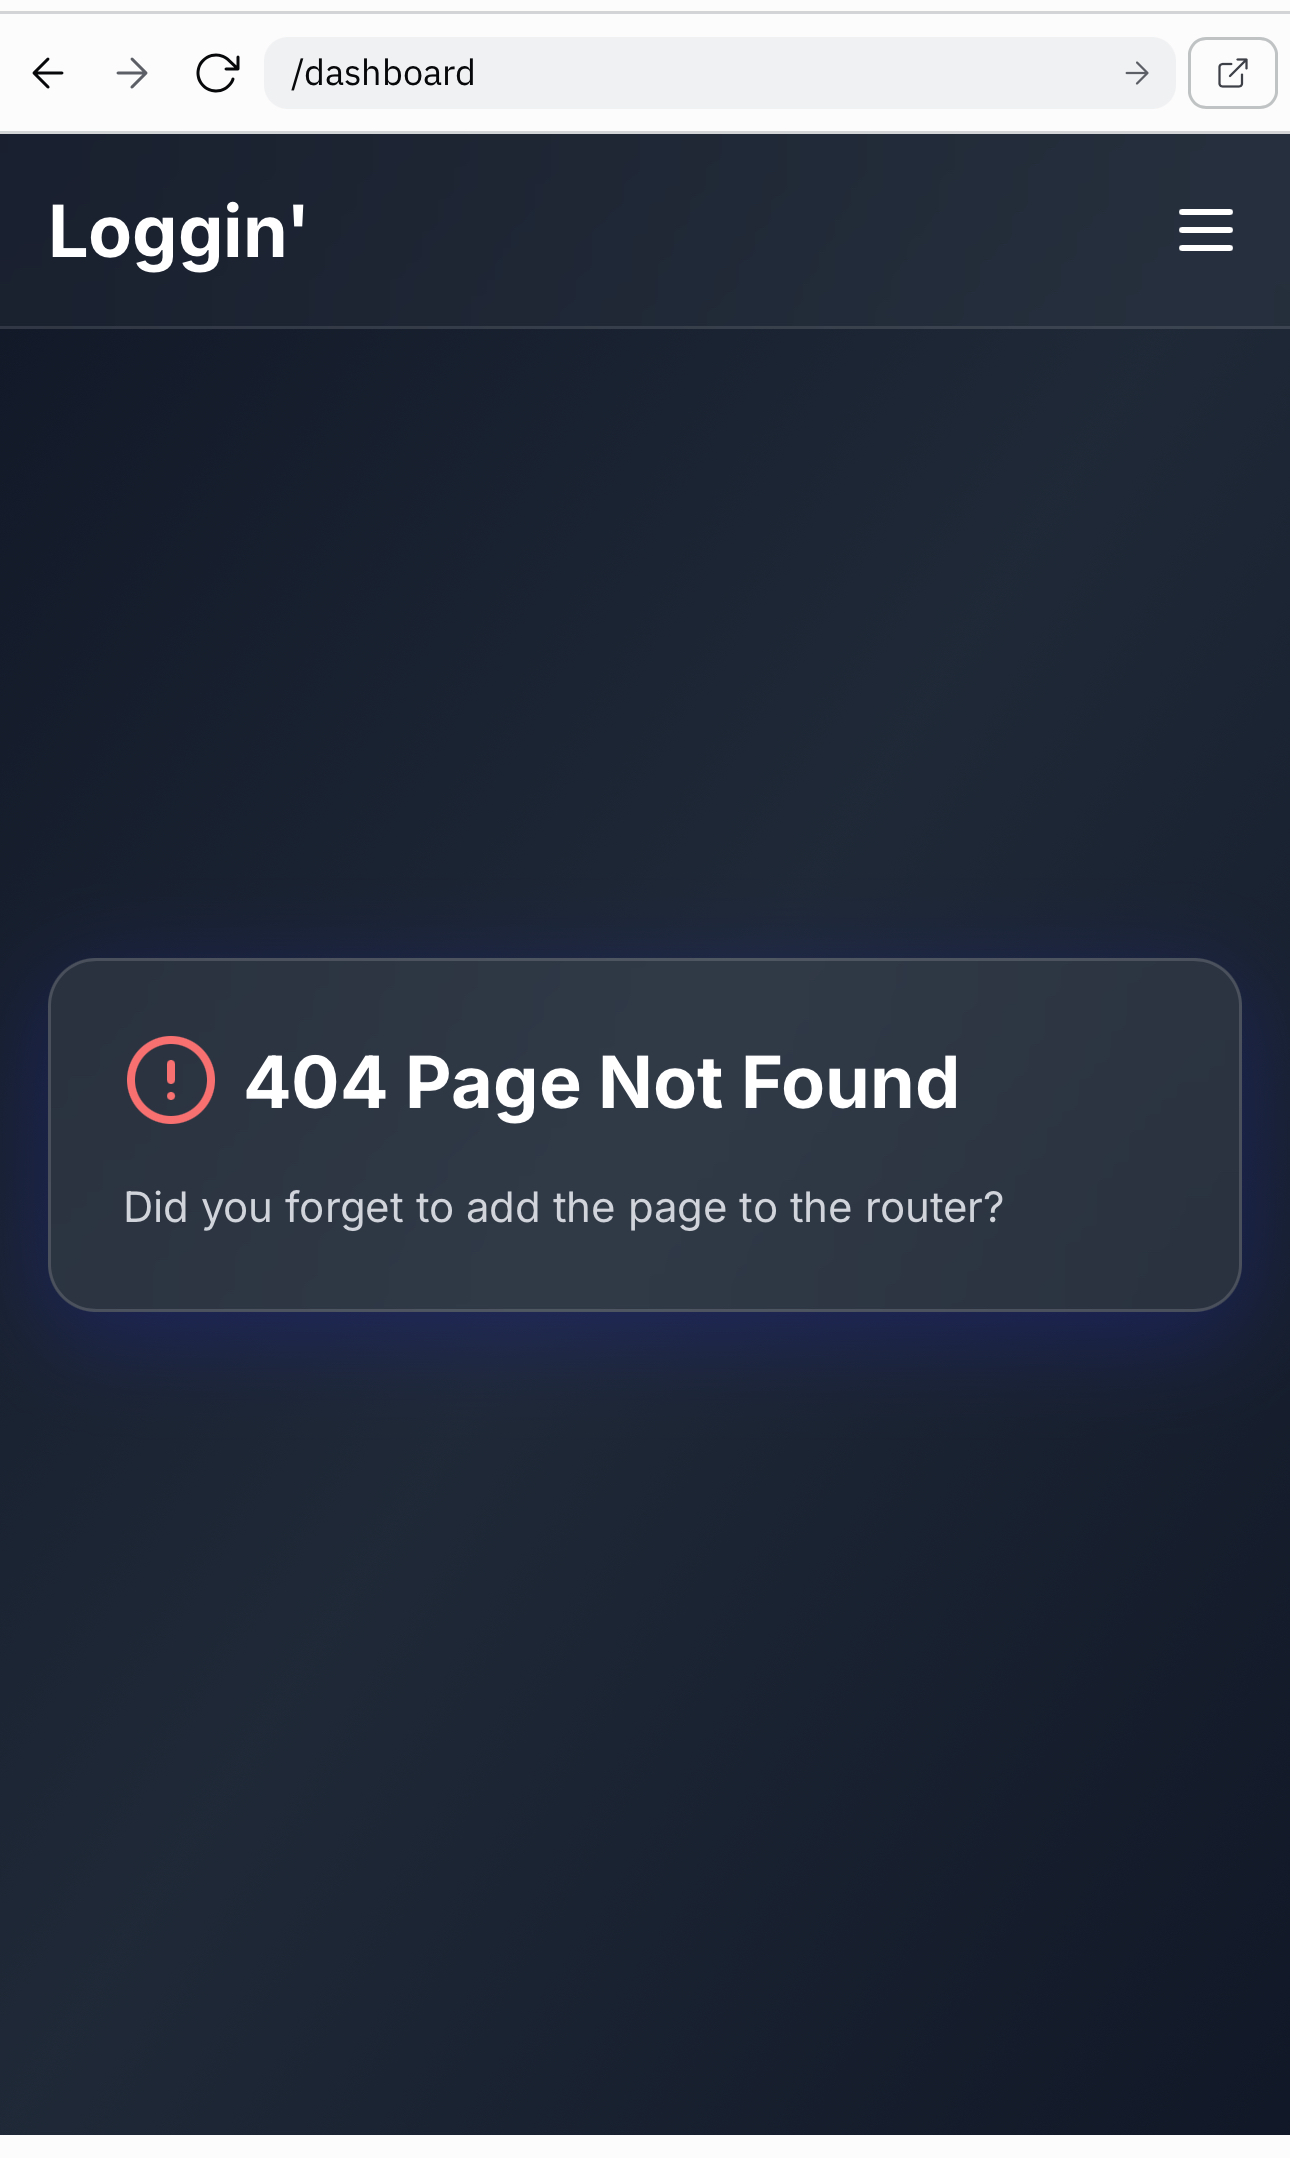 /dashboard
Loggin'
404 Page Not Found
Did you forget to add the page to the router?